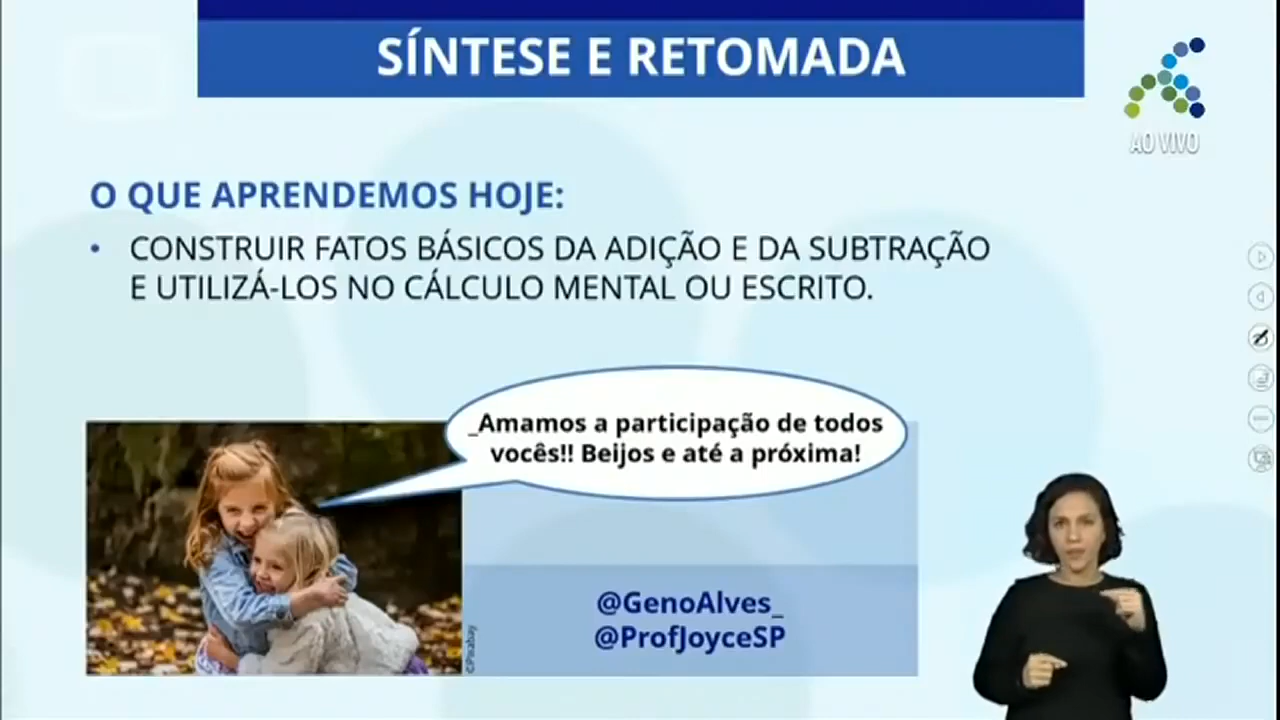 SÍNTESE E RETOMADA
AO VIVO
O QUE APRENDEMOS HOJE:
• CONSTRUIR FATOS BÁSICOS DA ADIÇÃO E DA SUBTRAÇÃO
E UTILIZÁ-LOS NO CÁLCULO MENTAL OU ESCRITO.
_Amamos a participação de todos
vocês!! Beijos e até a próxima!
@GenoAlves_
@ProfJoyceSP
©Pixabay